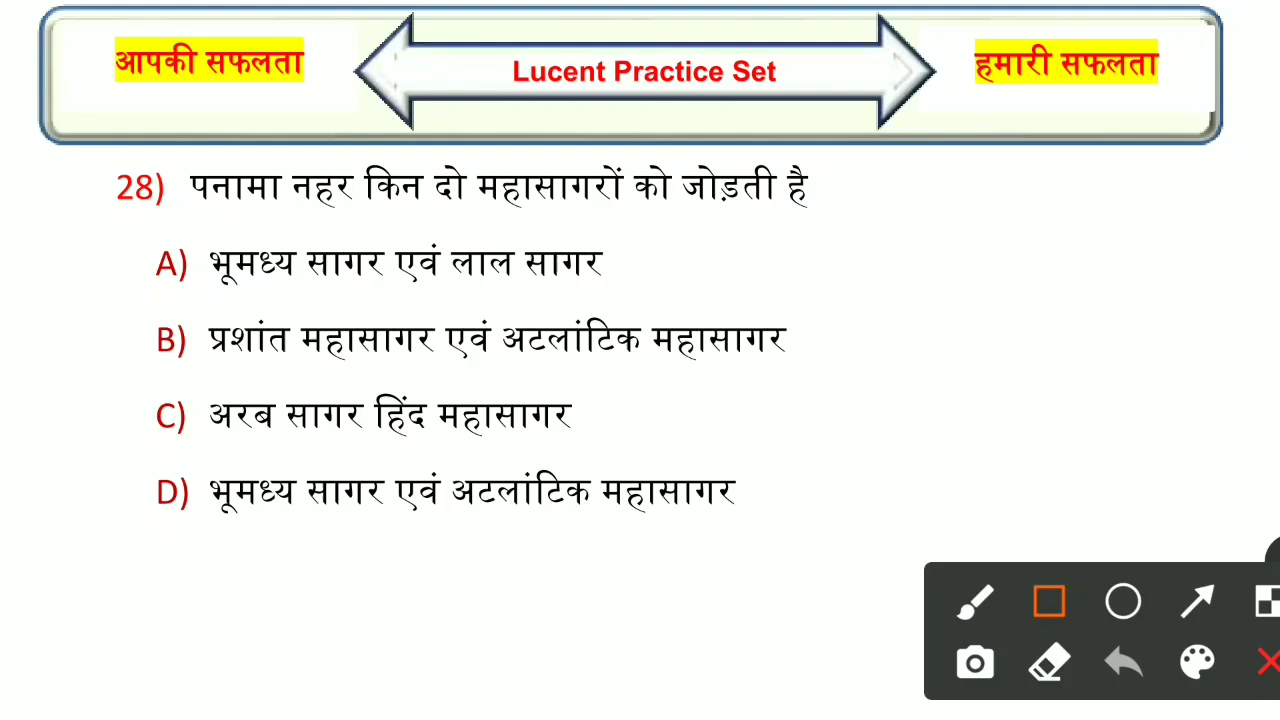 आपकी सफलता
Lucent Practice Set
हमारी सफलता
28) पनामा नहर किन दो महासागरों को जोड़ती है
A) भूमध्य सागर एवं लाल सागर
B) प्रशांत महासागर एवं अटलांटिक महासागर
C) अरब सागर हिंद महासागर
D) भूमध्य सागर एवं अटलांटिक महासागर